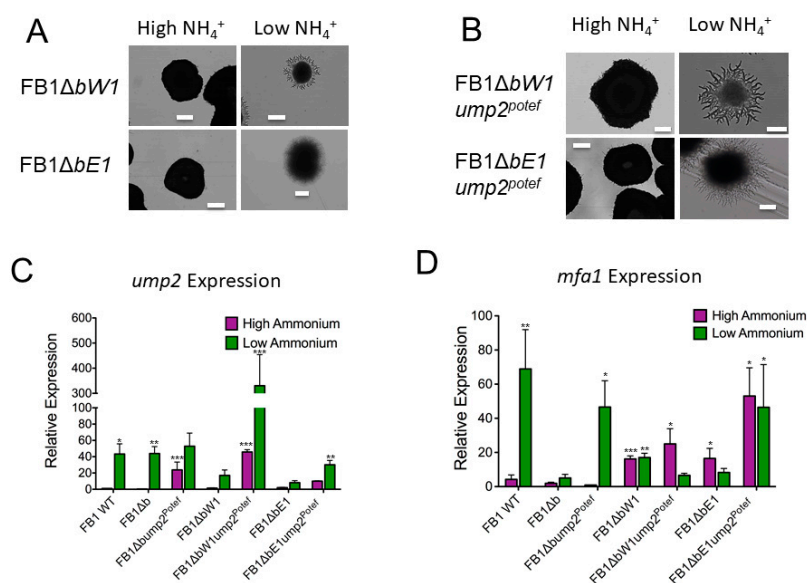 A
High NH₄⁺ Low NH₄⁺
FB1ΔbW1
FB1ΔbE1
B
High NH₄⁺ Low NH₄⁺
FB1ΔbW1
ump2ᵖᵒᵗᵉᶠ
FB1ΔbE1
ump2ᵖᵒᵗᵉᶠ
C
ump2 Expression
Relative Expression
600
500
400
300
200
100
80
60
40
20
0
High Ammonium
Low Ammonium
*
**
***
***
***
**
FB1 WT
FB1Δb
FB1Δbump2ᴾᵒᵗᵉᶠ
FB1ΔbW1
FB1ΔbW1ump2ᴾᵒᵗᵉᶠ
FB1ΔbE1
FB1ΔbE1ump2ᴾᵒᵗᵉᶠ
D
mfa1 Expression
Relative Expression
100
80
60
40
20
0
High Ammonium
Low Ammonium
**
*
***
**
*
*
*
*
FB1 WT
FB1Δb
FB1Δbump2ᴾᵒᵗᵉᶠ
FB1ΔbW1
FB1ΔbW1ump2ᴾᵒᵗᵉᶠ
FB1ΔbE1
FB1ΔbE1ump2ᴾᵒᵗᵉᶠ